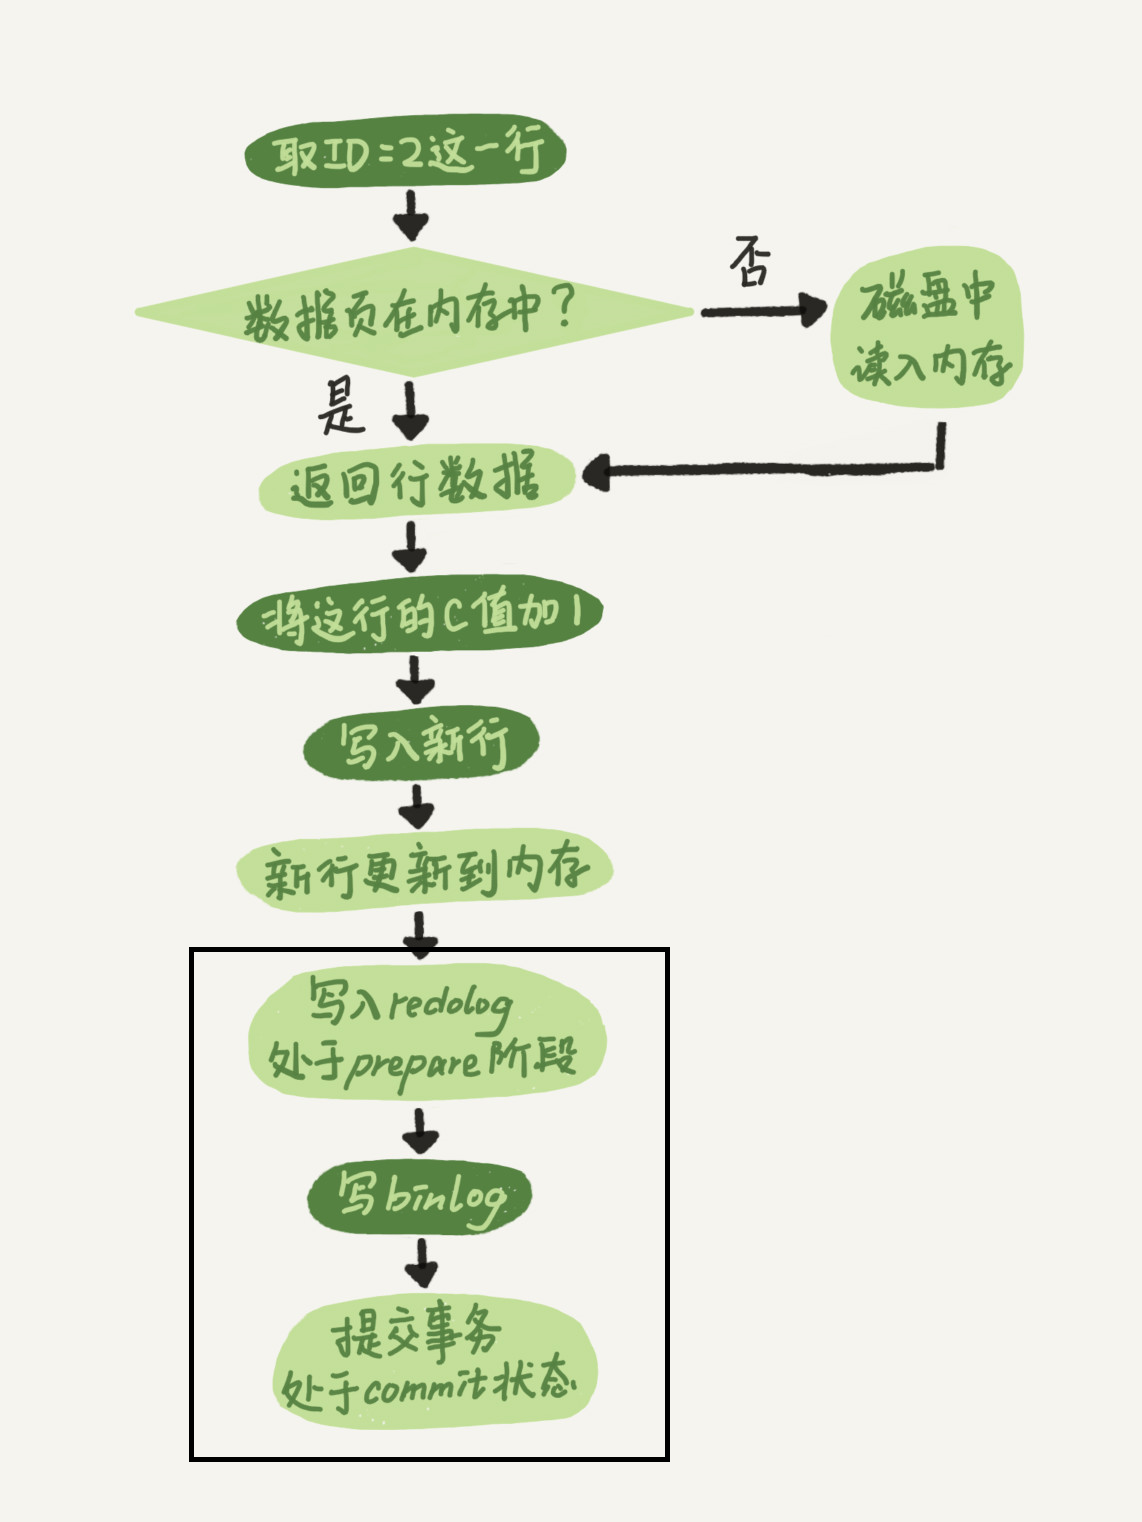 取ID=2这一行
数据页在内存中？
否
磁盘中
读入内存
是
返回行数据
将这行的C值加1
写入新行
新行更新到内存
写入redolog
处于prepare阶段
写binlog
提交事务
处于commit状态